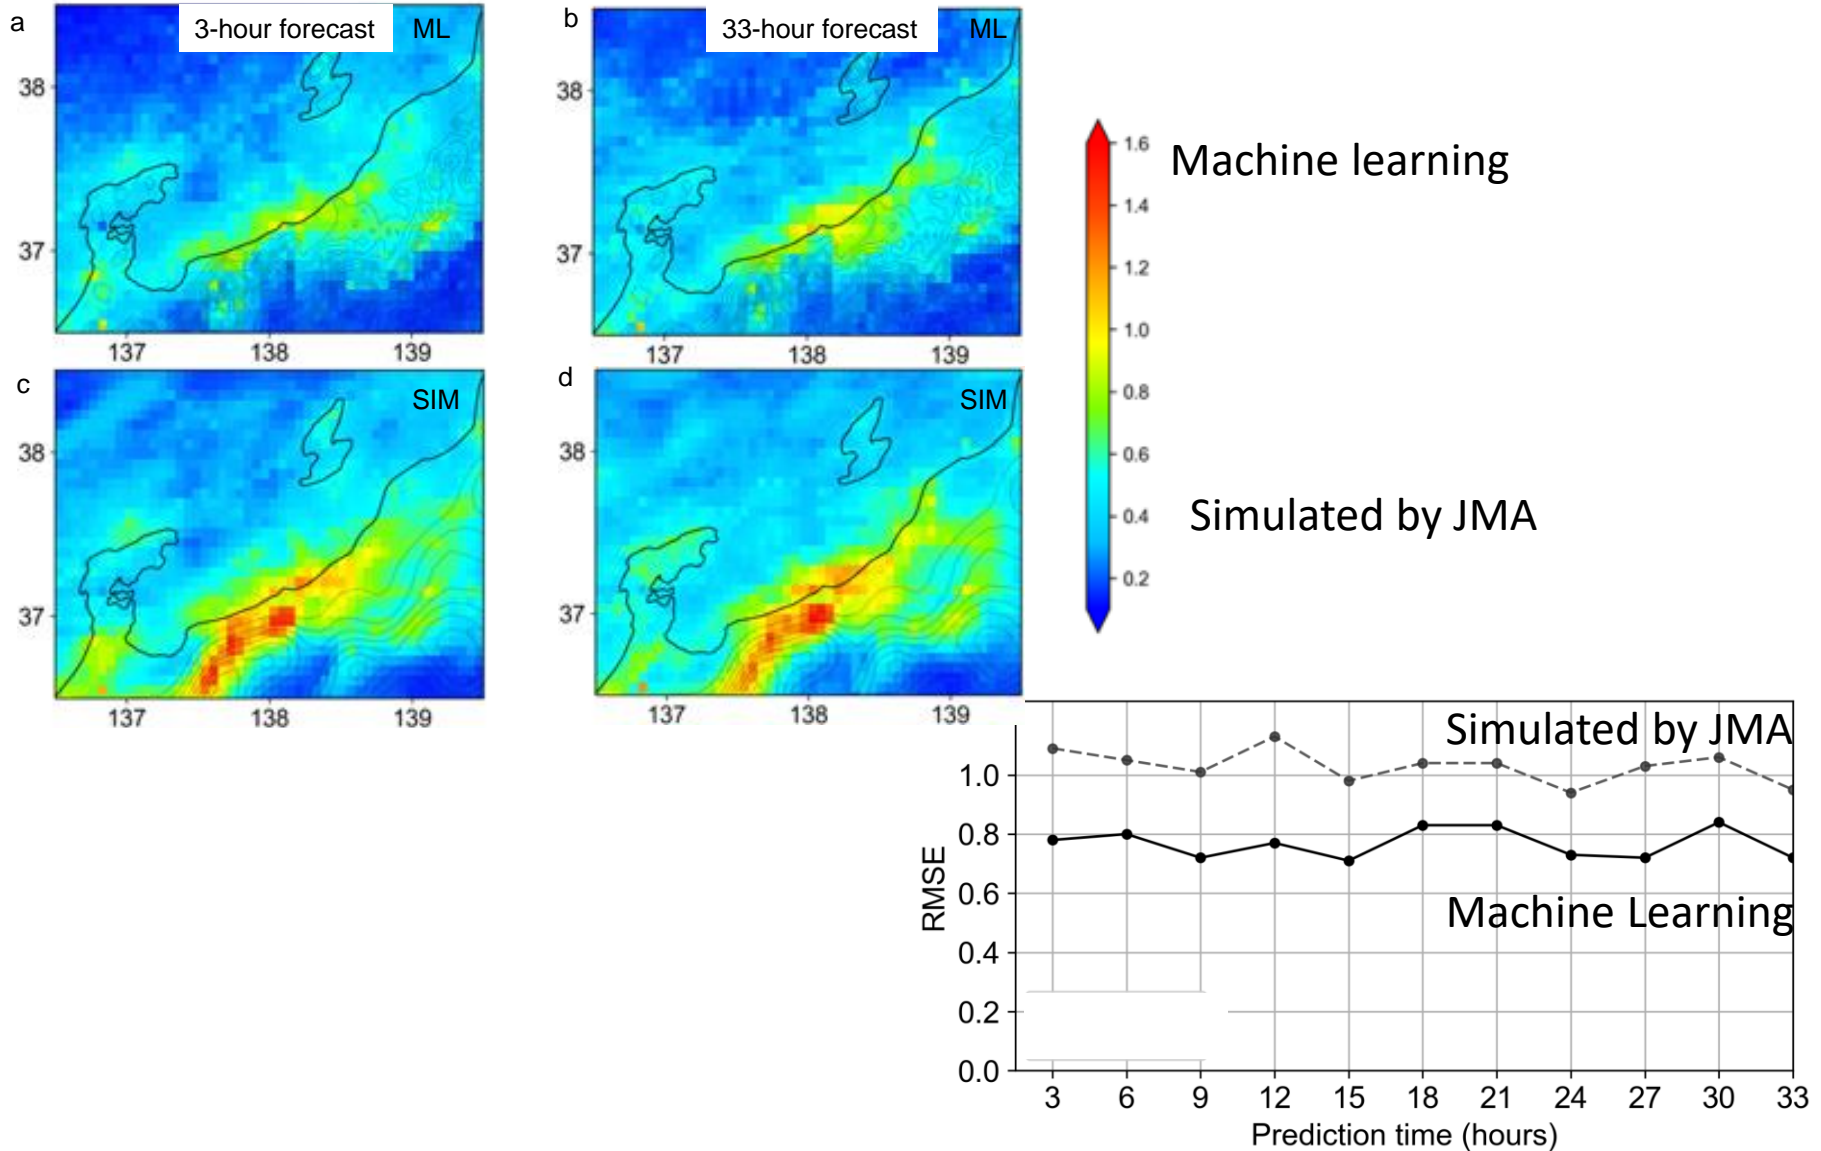 a
3-hour forecast
ML
b
33-hour forecast
ML
38
37
137
138
139
38
37
137
138
139
c
SIM
d
SIM
38
37
137
138
139
38
37
137
138
139
1.6
1.4
1.2
1.0
0.8
0.6
0.4
0.2
Machine learning
Simulated by JMA
Simulated by JMA
Machine Learning
RMSE
1.0
0.8
0.6
0.4
0.2
0.0
3 6 9 12 15 18 21 24 27 30 33
Prediction time (hours)